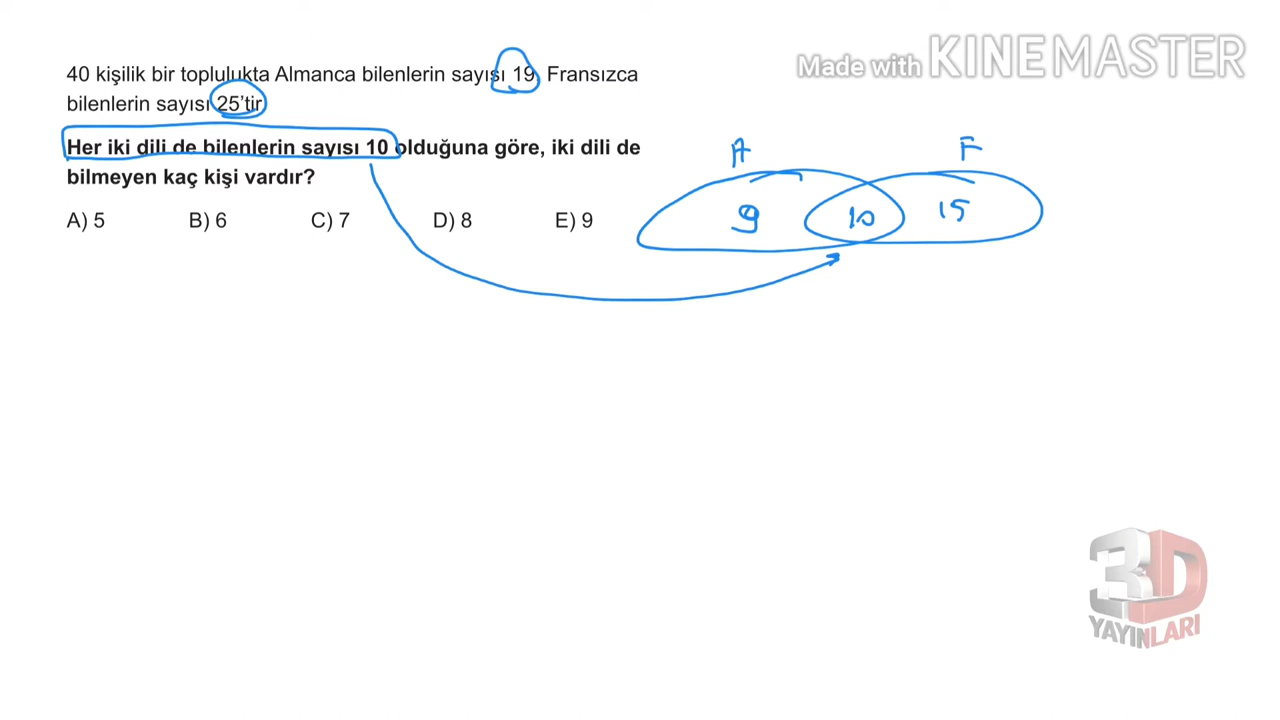 Made with KINEMASTER
40 kişilik bir toplulukta Almanca bilenlerin sayısı 19, Fransızca
bilenlerin sayısı 25'tir
Her iki dili de bilenlerin sayısı 10 olduğuna göre, iki dili de
bilmeyen kaç kişi vardır?
A) 5 B) 6 C) 7 D) 8 E) 9
A F
9 10 15
3D
YAYINLARI